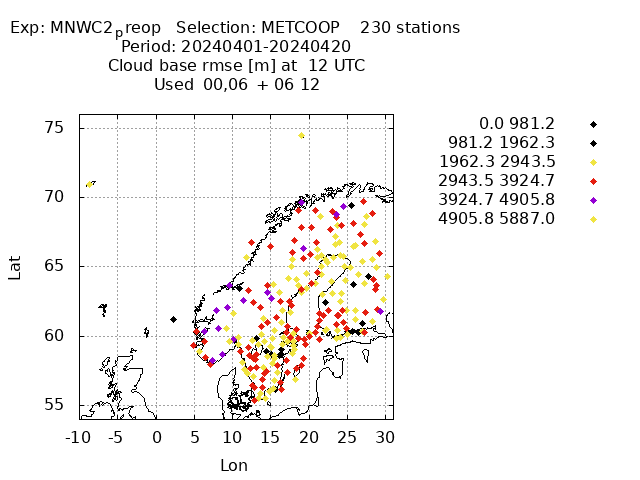 Exp: MNWC2preop   Selection: METCOOP    230 stations
Period: 20240401-20240420
Cloud base rmse [m] at  12 UTC
Used  00,06  + 06 12
0.0 981.2
981.2 1962.3
1962.3 2943.5
2943.5 3924.7
3924.7 4905.8
4905.8 5887.0
75
70
65
60
55
Lat
-10 -5 0 5 10 15 20 25 30
Lon